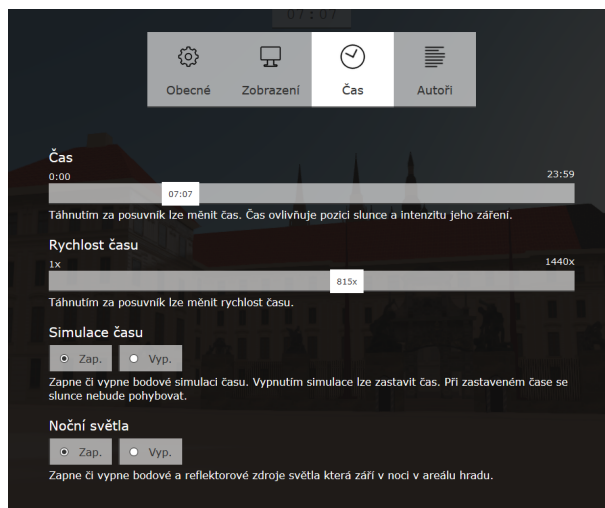 07:07
Obecné Zobrazení Čas Autoři
Čas
0:00 23:59
07:07
Táhnutím za posuvník lze měnit čas. Čas ovlivňuje pozici slunce a intenzitu jeho záření.
Rychlost času
1x 1440x
815x
Táhnutím za posuvník lze měnit rychlost času.
Simulace času
Zap. Vyp.
Zapne či vypne bodové simulaci času. Vypnutím simulace lze zastavit čas. Při zastaveném čase se
slunce nebude pohybovat.
Noční světla
Zap. Vyp.
Zapne či vypne bodové a reflektorové zdroje světla která září v noci v areálu hradu.